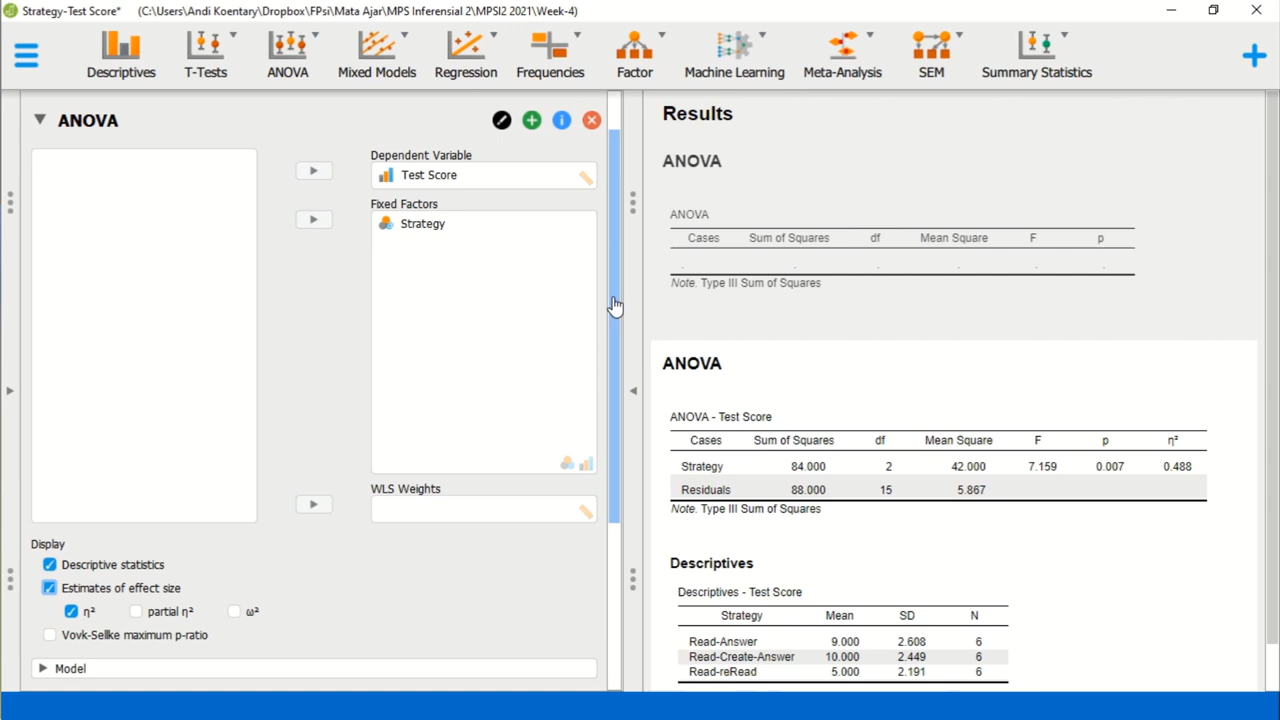 Strategy-Test Score* (C:\Users\Andi Koentary\Dropbox\FPsi\Mata Ajar\MPS Inferensial 2\MPSI2 2021\Week-4)
Descriptives T-Tests ANOVA Mixed Models Regression Frequencies Factor Machine Learning Meta-Analysis SEM Summary Statistics
ANOVA
Dependent Variable
Test Score
Fixed Factors
Strategy
WLS Weights
Display
Descriptive statistics
Estimates of effect size
η² partial η² ω²
Vovk-Sellke maximum p-ratio
Model
Results
ANOVA
ANOVA
Cases Sum of Squares df Mean Square F p
. . . . . .
Note. Type III Sum of Squares
ANOVA
ANOVA - Test Score
Cases Sum of Squares df Mean Square F p η²
Strategy 84.000 2 42.000 7.159 0.007 0.488
Residuals 88.000 15 5.867
Note. Type III Sum of Squares
Descriptives
Descriptives - Test Score
Strategy Mean SD N
Read-Answer 9.000 2.608 6
Read-Create-Answer 10.000 2.449 6
Read-reRead 5.000 2.191 6